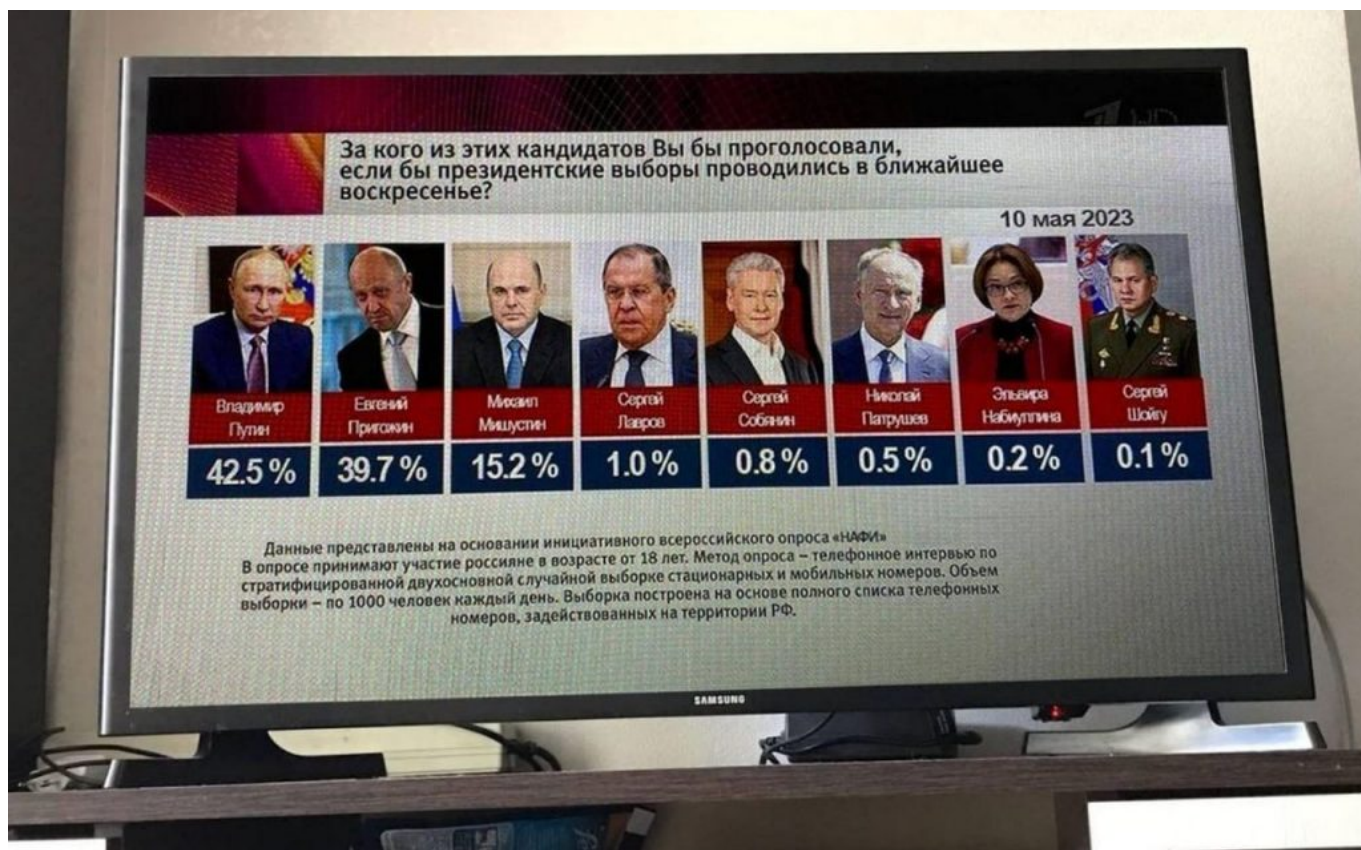 HD
За кого из этих кандидатов Вы бы проголосовали,
если бы президентские выборы проводились в ближайшее
воскресенье?
10 мая 2023
Владимир
Путин
42.5 %
Евгений
Пригожин
39.7 %
Михаил
Мишустин
15.2 %
Сергей
Лавров
1.0 %
Сергей
Собянин
0.8 %
Николай
Патрушев
0.5 %
Эльвира
Набиуллина
0.2 %
Сергей
Шойгу
0.1 %
Данные представлены на основании инициативного всероссийского опроса «НАФИ»
В опросе принимают участие россияне в возрасте от 18 лет. Метод опроса – телефонное интервью по
стратифицированной двухосновной случайной выборке стационарных и мобильных номеров. Объем
выборки – по 1000 человек каждый день. Выборка построена на основе полного списка телефонных
номеров, задействованных на территории РФ.
SAMSUNG